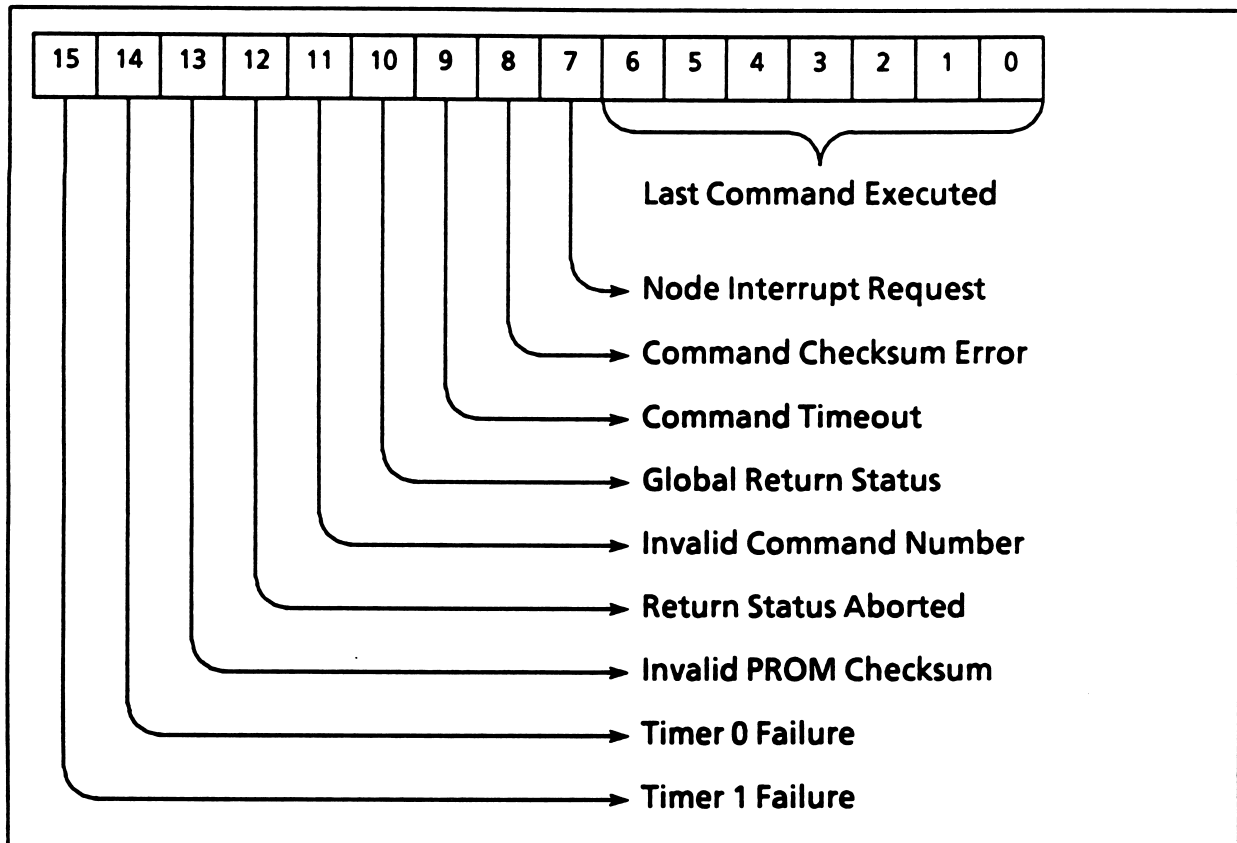 15 14 13 12 11 10 9 8 7 6 5 4 3 2 1 0
Last Command Executed
Node Interrupt Request
Command Checksum Error
Command Timeout
Global Return Status
Invalid Command Number
Return Status Aborted
Invalid PROM Checksum
Timer 0 Failure
Timer 1 Failure